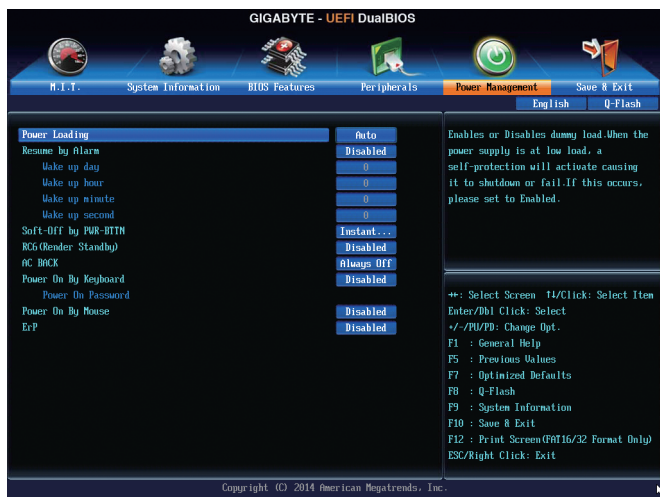 GIGABYTE - UEFI DualBIOS
M.I.T. System Information BIOS Features Peripherals Power Management Save & Exit
English Q-Flash
Power Loading Auto
Resume by Alarm Disabled
Wake up day 0
Wake up hour 0
Wake up minute 0
Wake up second 0
Soft-Off by PWR-BTTN Instant...
RC6(Render Standby) Disabled
AC BACK Always Off
Power On By Keyboard Disabled
Power On Password
Power On By Mouse Disabled
ErP Disabled
Enables or Disables dummy load.When the
power supply is at low load, a
self-protection will activate causing
it to shutdown or fail.If this occurs,
please set to Enabled.
↔: Select Screen ↑↓/Click: Select Item
Enter/Dbl Click: Select
+/-/PU/PD: Change Opt.
F1 : General Help
F5 : Previous Values
F7 : Optimized Defaults
F8 : Q-Flash
F9 : System Information
F10 : Save & Exit
F12 : Print Screen(FAT16/32 Format Only)
ESC/Right Click: Exit
Copyright (C) 2014 American Megatrends, Inc.